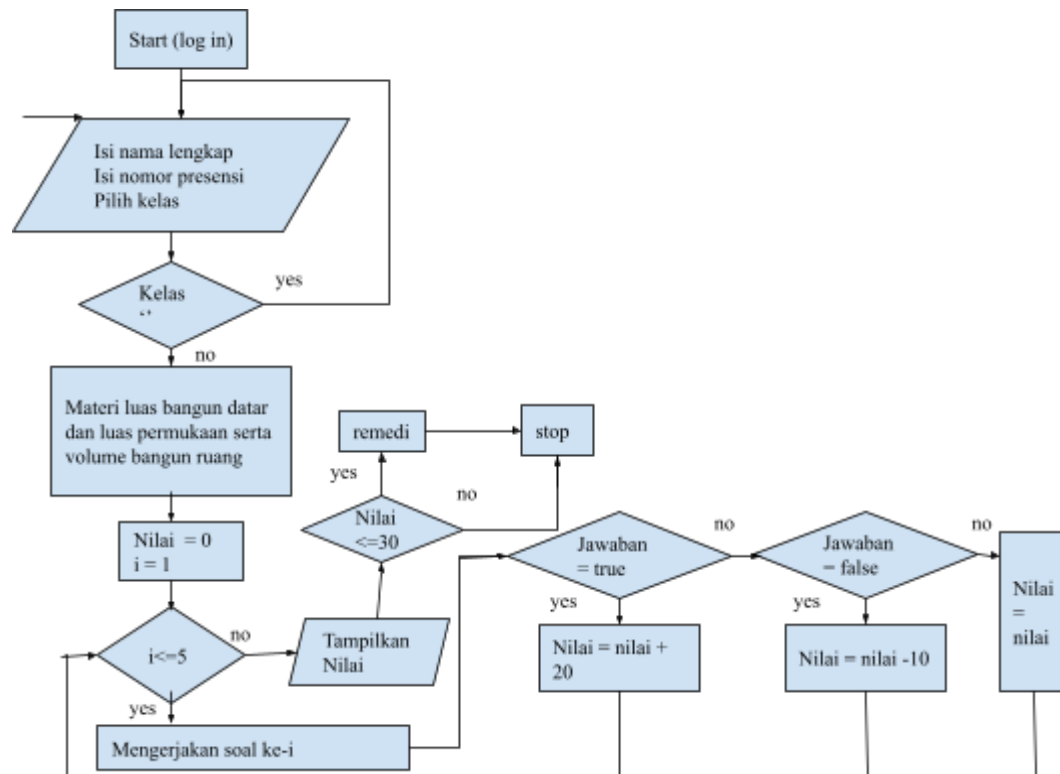 Start (log in)
Isi nama lengkap
Isi nomor presensi
Pilih kelas
Kelas
yes
no
Materi luas bangun datar
dan luas permukaan serta
volume bangun ruang
Nilai = 0
i = 1
i<=5
no
yes
Mengerjakan soal ke-i
Tampilkan
Nilai
Nilai
<=30
yes
no
remedi
stop
Jawaban
= true
no
yes
Nilai = nilai +
20
Jawaban
= false
no
yes
Nilai = nilai -10
Nilai
=
nilai